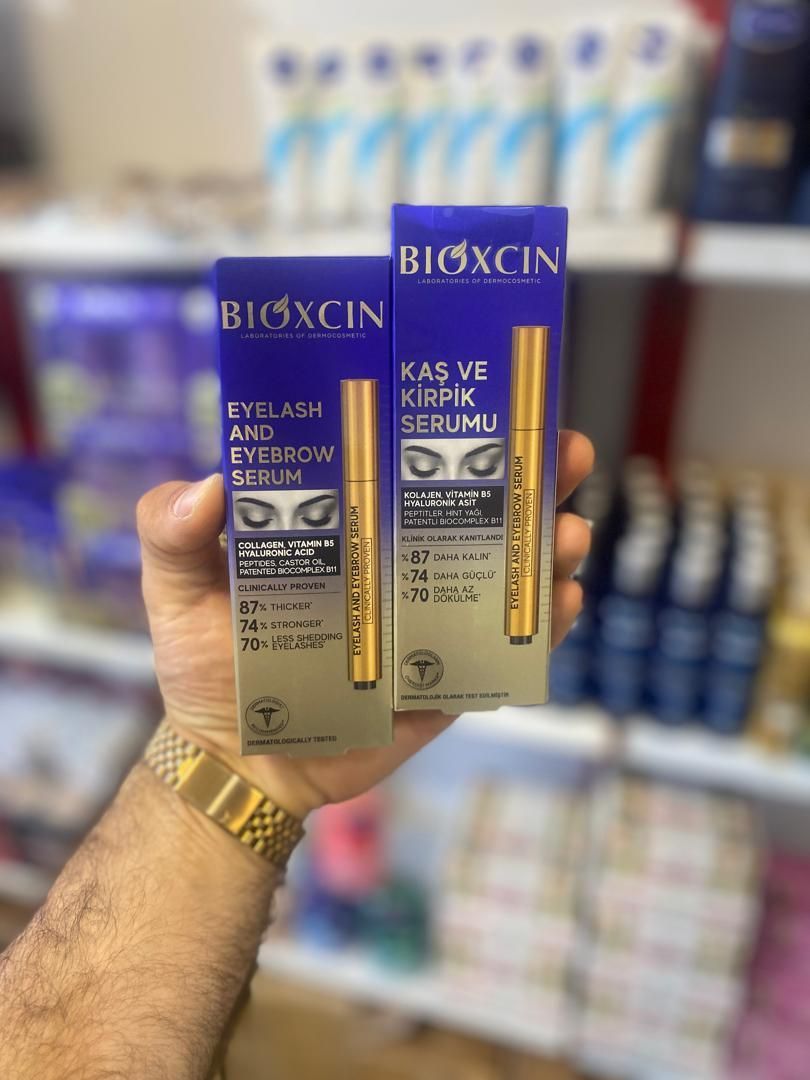 BIOXCIN
LABORATORIES OF DERMOCOSMETIC
EYELASH
AND
EYEBROW
SERUM
COLLAGEN, VITAMIN B5
HYALURONIC ACID
PEPTIDES, CASTOR OIL,
PATENTED BIOCOMPLEX B11
CLINICALLY PROVEN
87% THICKER*
74% STRONGER*
70% LESS SHEDDING
EYELASHES*
EYELASH AND EYEBROW SERUM
CLINICALLY PROVEN
DERMATOLOGICALLY TESTED
BIOXCIN
LABORATORIES OF DERMOCOSMETIC
KAŞ VE
KİRPİK
SERUMU
KOLAJEN, VİTAMİN B5
HYALURONİK ASİT
PEPTİTLER, HİNT YAĞI,
PATENTLİ BIOCOMPLEX B11
KLİNİK OLARAK KANITLANDI
%87 DAHA KALIN*
%74 DAHA GÜÇLÜ*
%70 DAHA AZ
DÖKÜLME*
EYELASH AND EYEBROW SERUM
CLINICALLY PROVEN
DERMATOLOJİK OLARAK TEST EDİLMİŞTİR